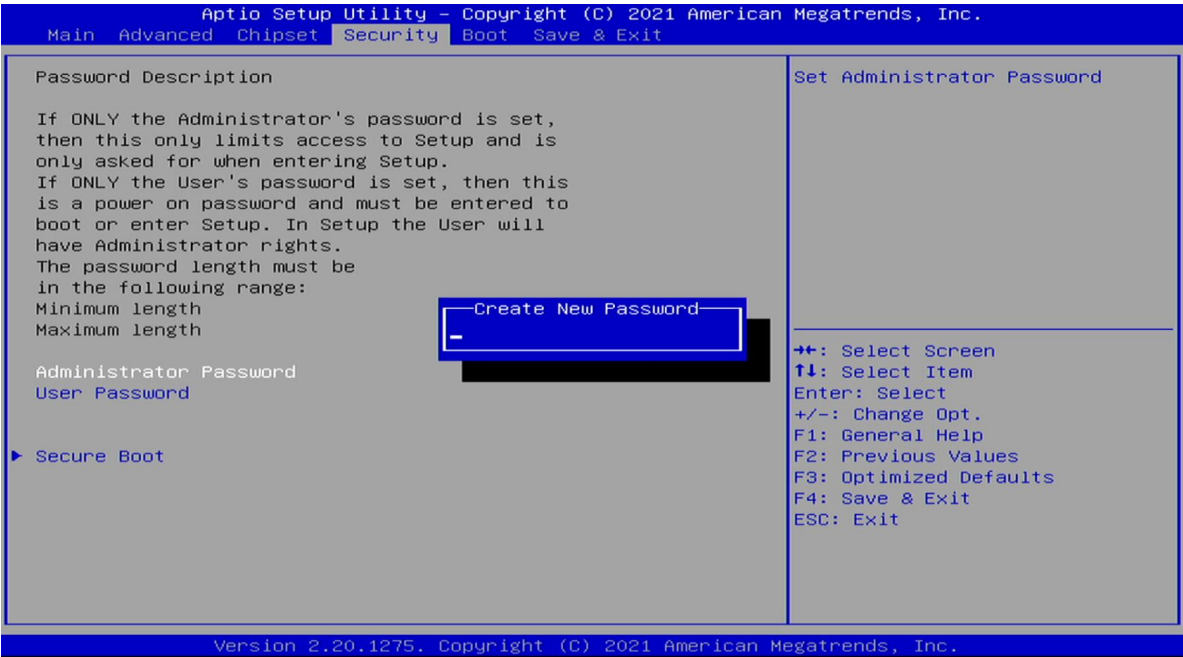 Aptio Setup Utility – Copyright (C) 2021 American Megatrends, Inc.
Main Advanced Chipset Security Boot Save & Exit
Password Description
If ONLY the Administrator's password is set,
then this only limits access to Setup and is
only asked for when entering Setup.
If ONLY the User's password is set, then this
is a power on password and must be entered to
boot or enter Setup. In Setup the User will
have Administrator rights.
The password length must be
in the following range:
Minimum length
Maximum length
Create New Password
Administrator Password
User Password
Secure Boot
Set Administrator Password
→←: Select Screen
↑↓: Select Item
Enter: Select
+/-: Change Opt.
F1: General Help
F2: Previous Values
F3: Optimized Defaults
F4: Save & Exit
ESC: Exit
Version 2.20.1275. Copyright (C) 2021 American Megatrends, Inc.